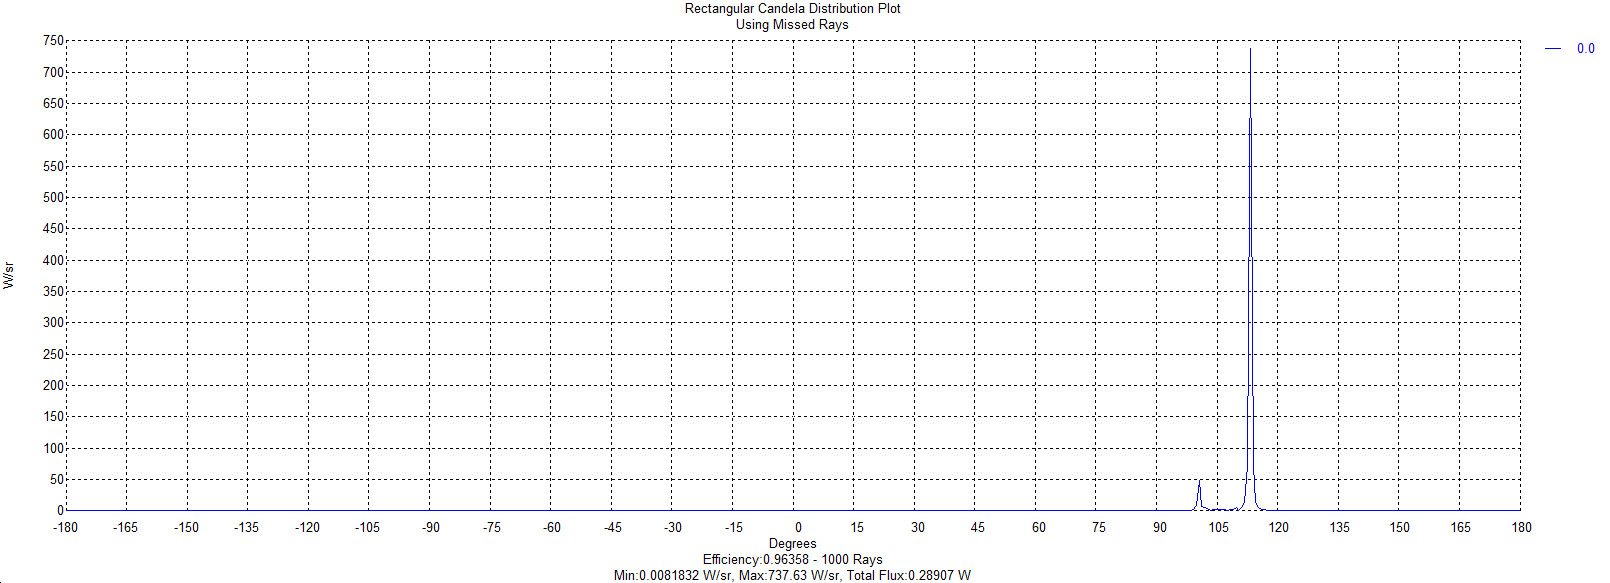 Rectangular Candela Distribution Plot
Using Missed Rays
0.0
750
700
650
600
550
500
450
400
350
300
250
200
150
100
50
0
W/sr
-180 -165 -150 -135 -120 -105 -90 -75 -60 -45 -30 -15 0 15 30 45 60 75 90 105 120 135 150 165 180
Degrees
Efficiency:0.96358 - 1000 Rays
Min:0.0081832 W/sr, Max:737.63 W/sr, Total Flux:0.28907 W